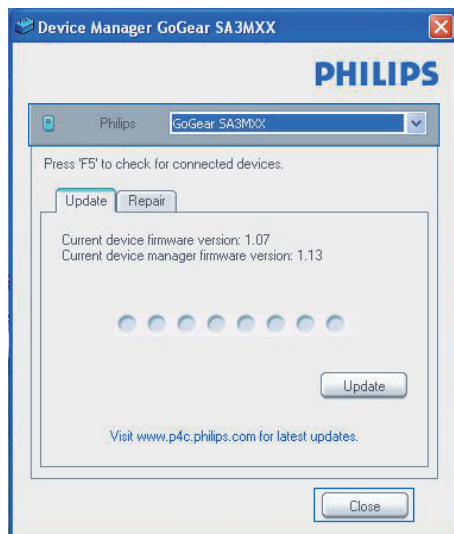 Device Manager GoGear SA3MXX
PHILIPS
Philips GoGear SA3MXX
Press 'F5' to check for connected devices.
Update Repair
Current device firmware version: 1.07
Current device manager firmware version: 1.13
Update
Visit www.p4c.philips.com for latest updates.
Close